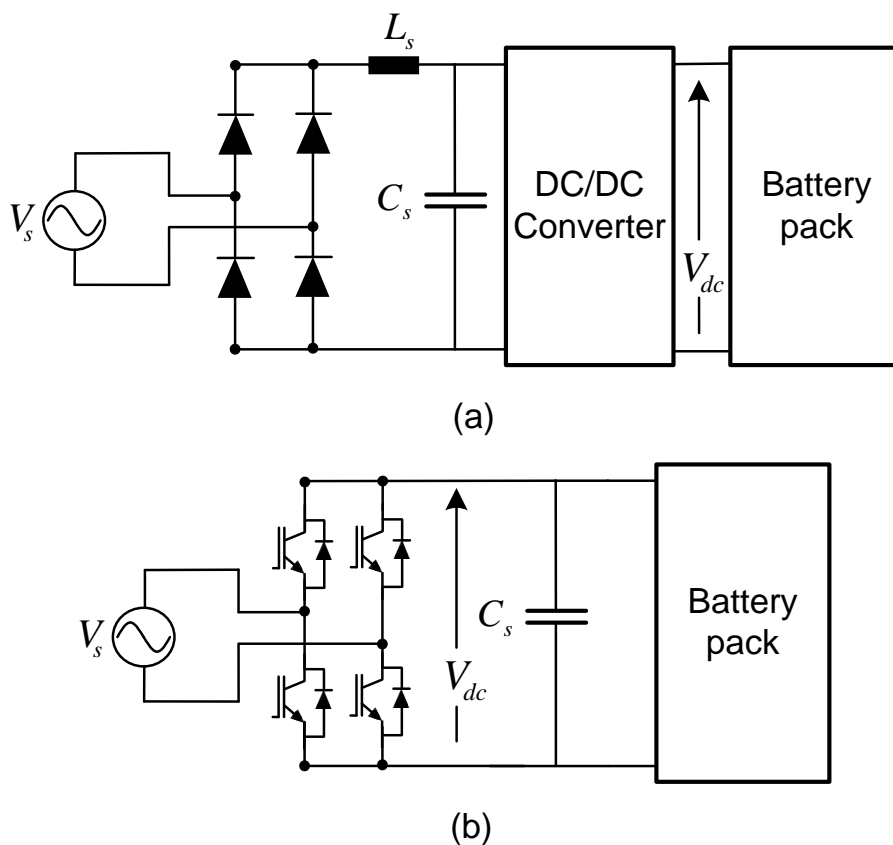 L_s
V_s
C_s
DC/DC
Converter
V_dc
Battery
pack
(a)
V_s
V_dc
C_s
Battery
pack
(b)